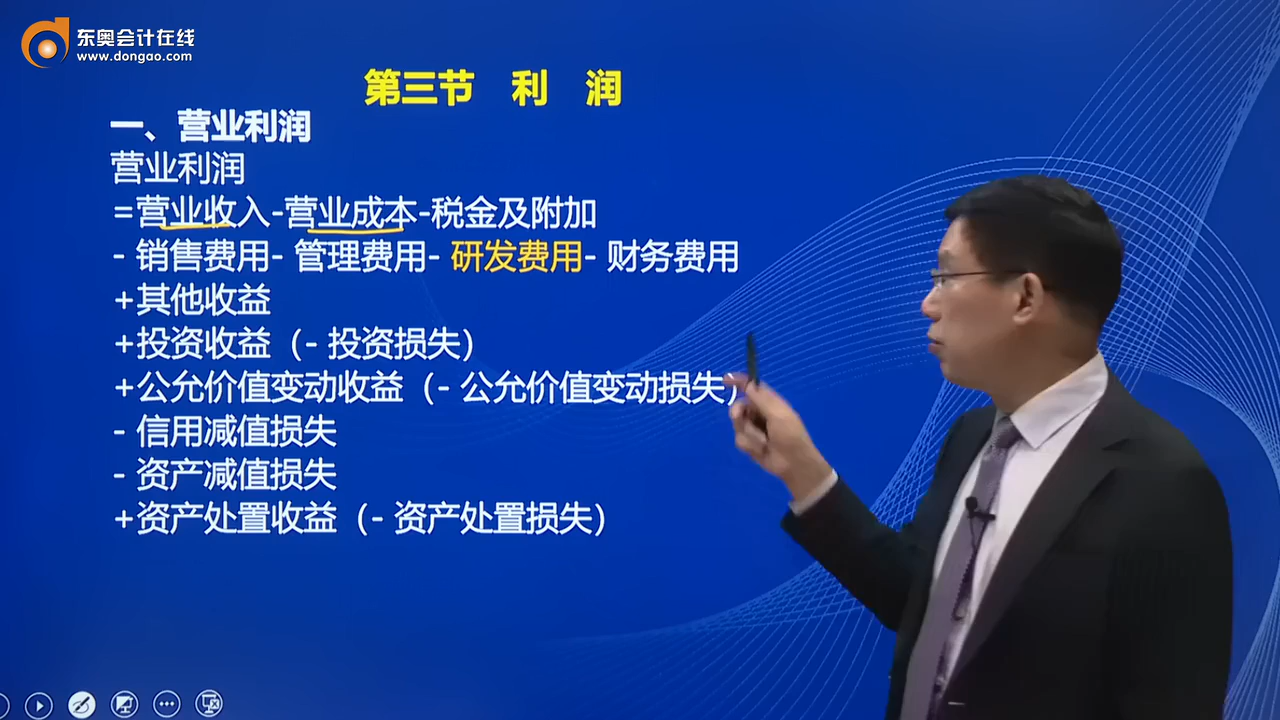 东奥会计在线
www.dongao.com
第三节 利 润
一、营业利润
营业利润
=营业收入-营业成本-税金及附加
- 销售费用- 管理费用- 研发费用- 财务费用
+其他收益
+投资收益（- 投资损失）
+公允价值变动收益（- 公允价值变动损失）
- 信用减值损失
- 资产减值损失
+资产处置收益（- 资产处置损失）